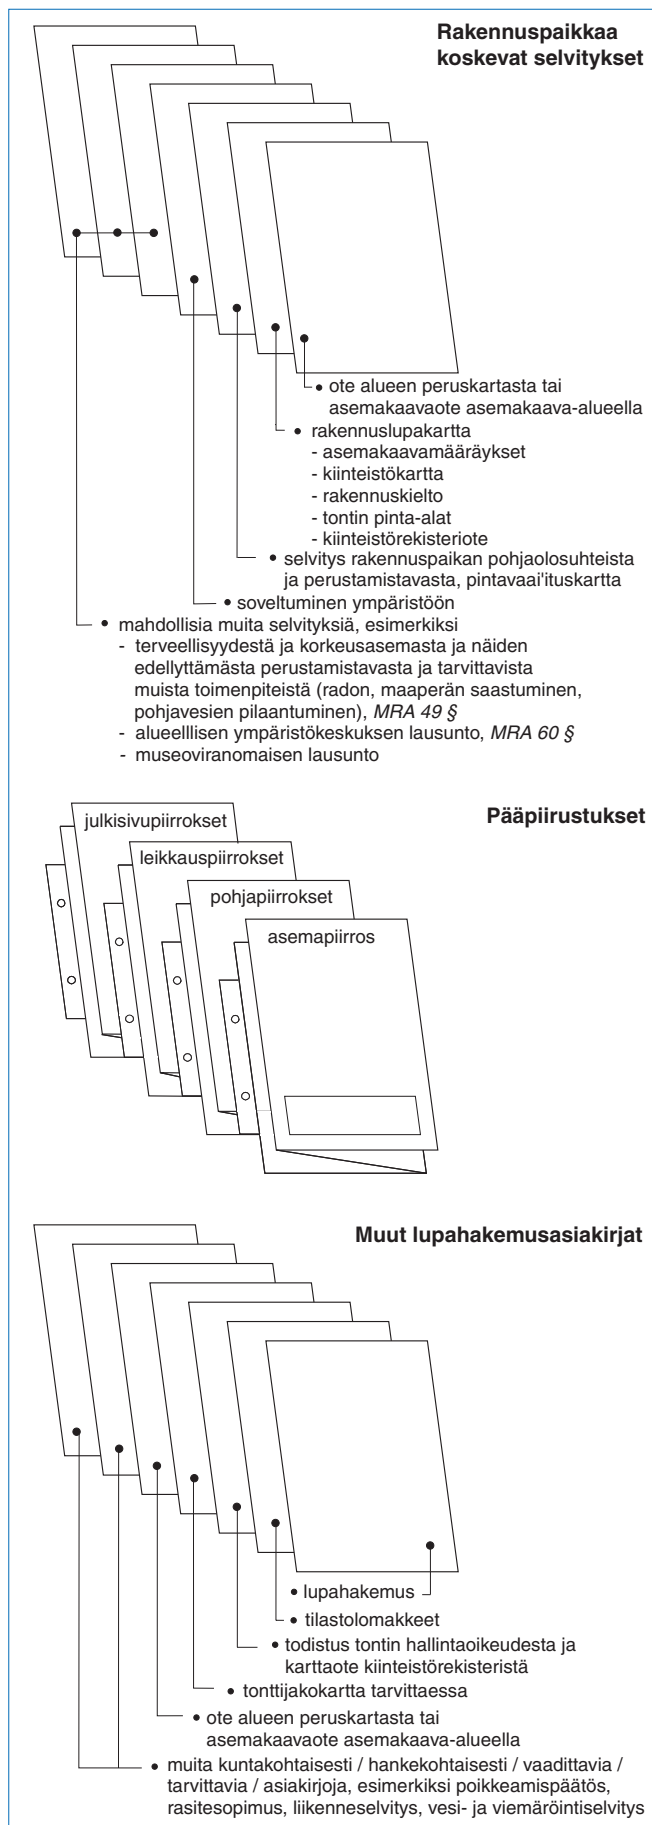 Rakennuspaikkaa
koskevat selvitykset
• ote alueen peruskartasta tai
asemakaavaote asemakaava-alueella
• rakennuslupakartta
- asemakaavamääräykset
- kiinteistökartta
- rakennuskielto
- tontin pinta-alat
- kiinteistörekisteriote
• selvitys rakennuspaikan pohjaolosuhteista
ja perustamistavasta, pintavaai'ituskartta
• soveltuminen ympäristöön
• mahdollisia muita selvityksiä, esimerkiksi
- terveellisyydestä ja korkeusasemasta ja näiden
edellyttämästa perustamistavasta ja tarvittavista
muista toimenpiteistä (radon, maaperän saastuminen,
pohjavesien pilaantuminen), MRA 49 §
- alueelllisen ympäristökeskuksen lausunto, MRA 60 §
- museoviranomaisen lausunto
Pääpiirustukset
julkisivupiirrokset
leikkauspiirrokset
pohjapiirrokset
asemapiirros
Muut lupahakemusasiakirjat
• lupahakemus
• tilastolomakkeet
• todistus tontin hallintaoikeudesta ja
karttaote kiinteistörekisteristä
• tonttijakokartta tarvittaessa
• ote alueen peruskartasta tai
asemakaavaote asemakaava-alueella
• muita kuntakohtaisesti / hankekohtaisesti / vaadittavia /
tarvittavia / asiakirjoja, esimerkiksi poikkeamispäätös,
rasitesopimus, liikenneselvitys, vesi- ja viemäröintiselvitys